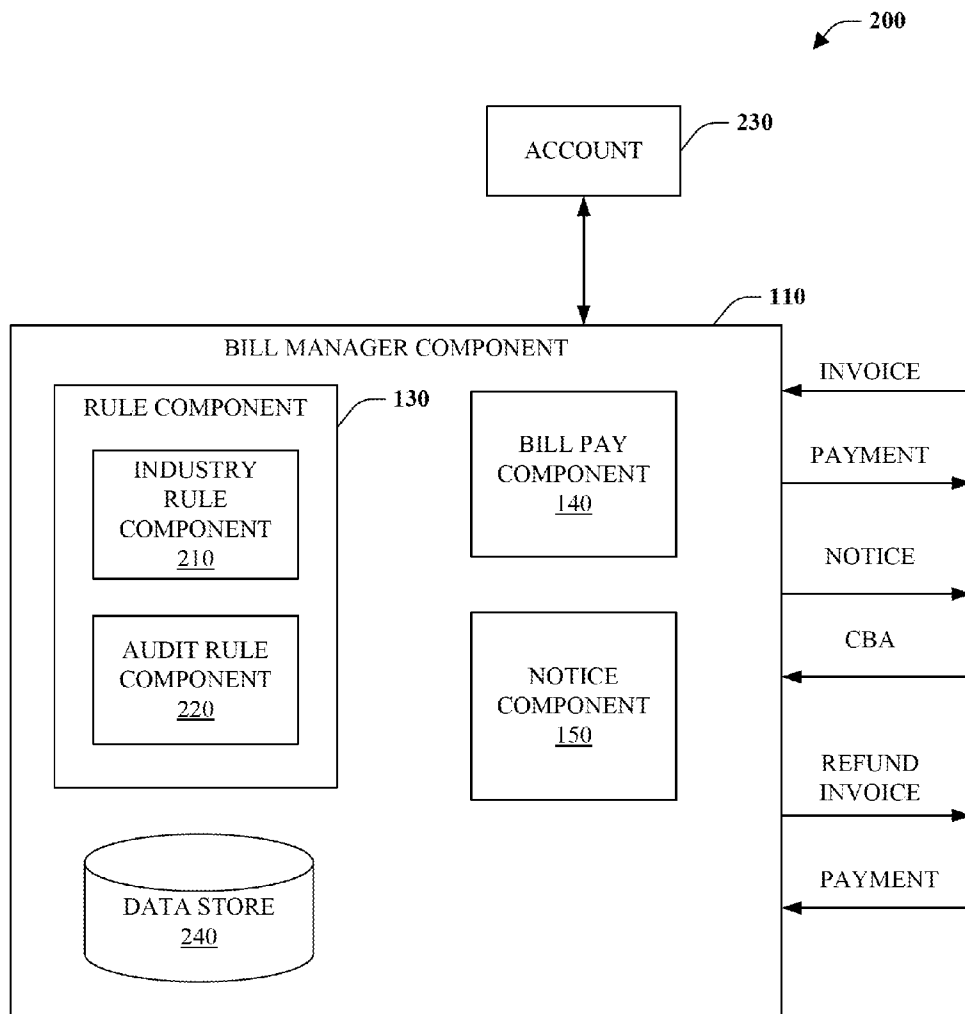 200
ACCOUNT
230
110
BILL MANAGER COMPONENT
RULE COMPONENT
130
INDUSTRY
RULE
COMPONENT
210
AUDIT RULE
COMPONENT
220
BILL PAY
COMPONENT
140
NOTICE
COMPONENT
150
DATA STORE
240
INVOICE
PAYMENT
NOTICE
CBA
REFUND
INVOICE
PAYMENT